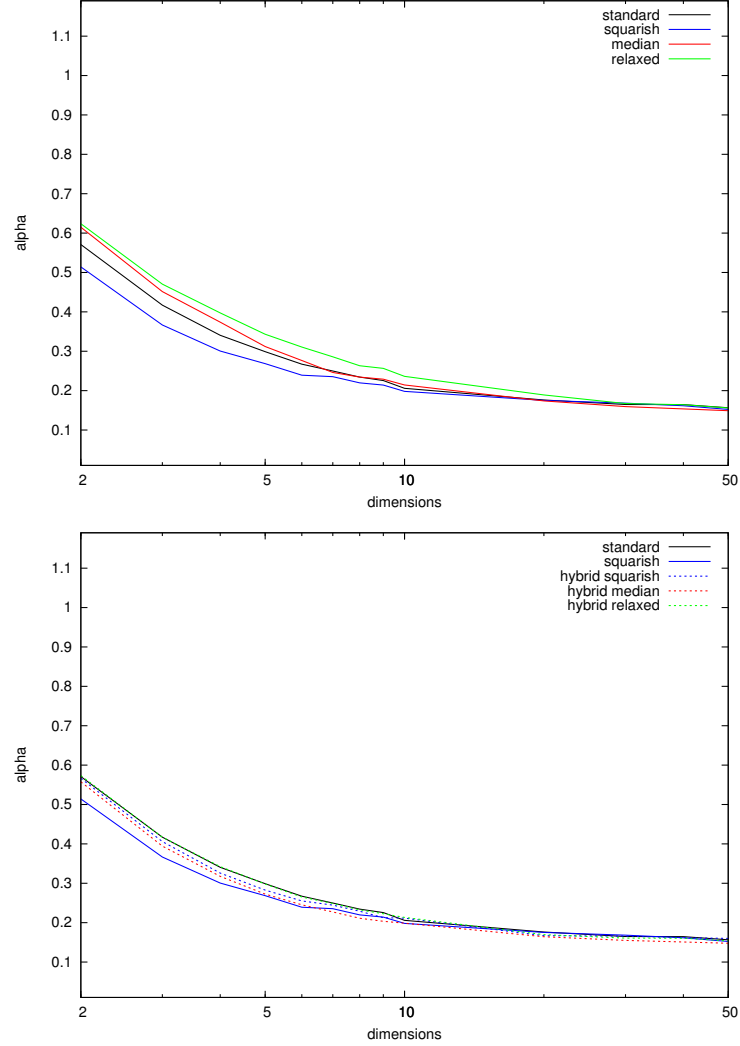 1.1
1
0.9
0.8
0.7
0.6
0.5
0.4
0.3
0.2
0.1
alpha
standard
squarish
median
relaxed
2 5 10 50
dimensions
1.1
1
0.9
0.8
0.7
0.6
0.5
0.4
0.3
0.2
0.1
alpha
standard
squarish
hybrid squarish
hybrid median
hybrid relaxed
2 5 10 50
dimensions